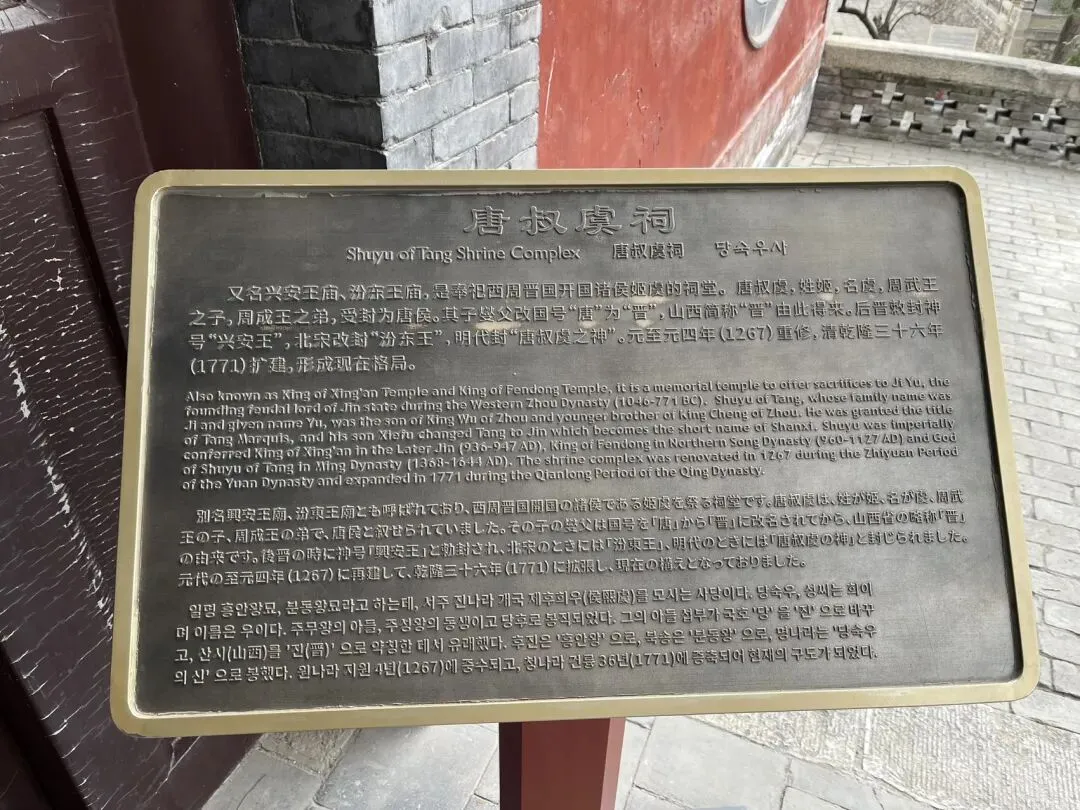 唐叔虞祠
Shuyu of Tang Shrine Complex 唐叔虞祠 당숙우사
又名兴安王庙、汾东王庙，是奉祀西周晋国开国诸侯姬虞的祠堂。唐叔虞，姓姬，名虞，周武王
之子，周成王之弟，受封为唐侯。其子燮父改国号“唐”为“晋”，山西简称“晋”由此得来。后晋敕封神
号“兴安王”，北宋改封“汾东王”，明代封“唐叔虞之神”。元至元四年(1267)重修，清乾隆三十六年
(1771)扩建，形成现在格局。
Also known as King of Xing'an Temple and King of Fendong Temple, it is a memorial temple to offer sacrifices to Ji Yu, the
founding feudal lord of Jin state during the Western Zhou Dynasty (1046-771 BC). Shuyu of Tang, whose family name was
Ji and given name Yu, was the son of King Wu of Zhou and younger brother of King Cheng of Zhou. He was granted the title
of Tang Marquis, and his son Xiefu changed Tang to Jin which becomes the short name of Shanxi. Shuyu was imperially
conferred King of Xing'an in the Later Jin (936-947 AD), King of Fendong in Northern Song Dynasty (960-1127 AD) and God
of Shuyu of Tang in Ming Dynasty (1368-1644 AD). The shrine complex was renovated in 1267 during the Zhiyuan Period
of the Yuan Dynasty and expanded in 1771 during the Qianlong Period of the Qing Dynasty.
別名興安王廟、汾東王廟とも呼ばれており、西周晋国開国の諸侯である姫虞を祭る祠堂です。唐叔虞は、姓が姫、名が虞、周武
王の子、周成王の弟で、唐侯と叙せられていました。その子の燮父は国号を「唐」から「晋」に改名されてから、山西省の略称「晋」
の由来です。後晋の時に神号「興安王」と勅封され、北宋のときには「汾東王」、明代のときには「唐叔虞の神」と封じられました。
元代の至元四年(1267)に再建して、乾隆三十六年(1771)に拡張し、現在の構えとなっておりました。
일명 흥안왕묘, 분동왕묘라고 하는데, 서주 진나라 개국 제후희우(侯熙虞)를 모시는 사당이다. 당숙우, 성씨는 희이
며 이름은 우이다. 주무왕의 아들, 주성왕의 동생이고 당후로 봉직되었다. 그의 아들 섭부가 국호 '당' 을 '진' 으로 바꾸
고, 산시(山西)를 '진(晋)' 으로 약칭한 데서 유래했다. 후진은 '흥안왕' 으로, 북송은 '분동왕' 으로, 명나라는 '당숙우
의 신' 으로 봉했다. 원나라 지원 4년(1267)에 중수되고, 청나라 건륭 36년(1771)에 증축되어 현재의 구도가 되었다.